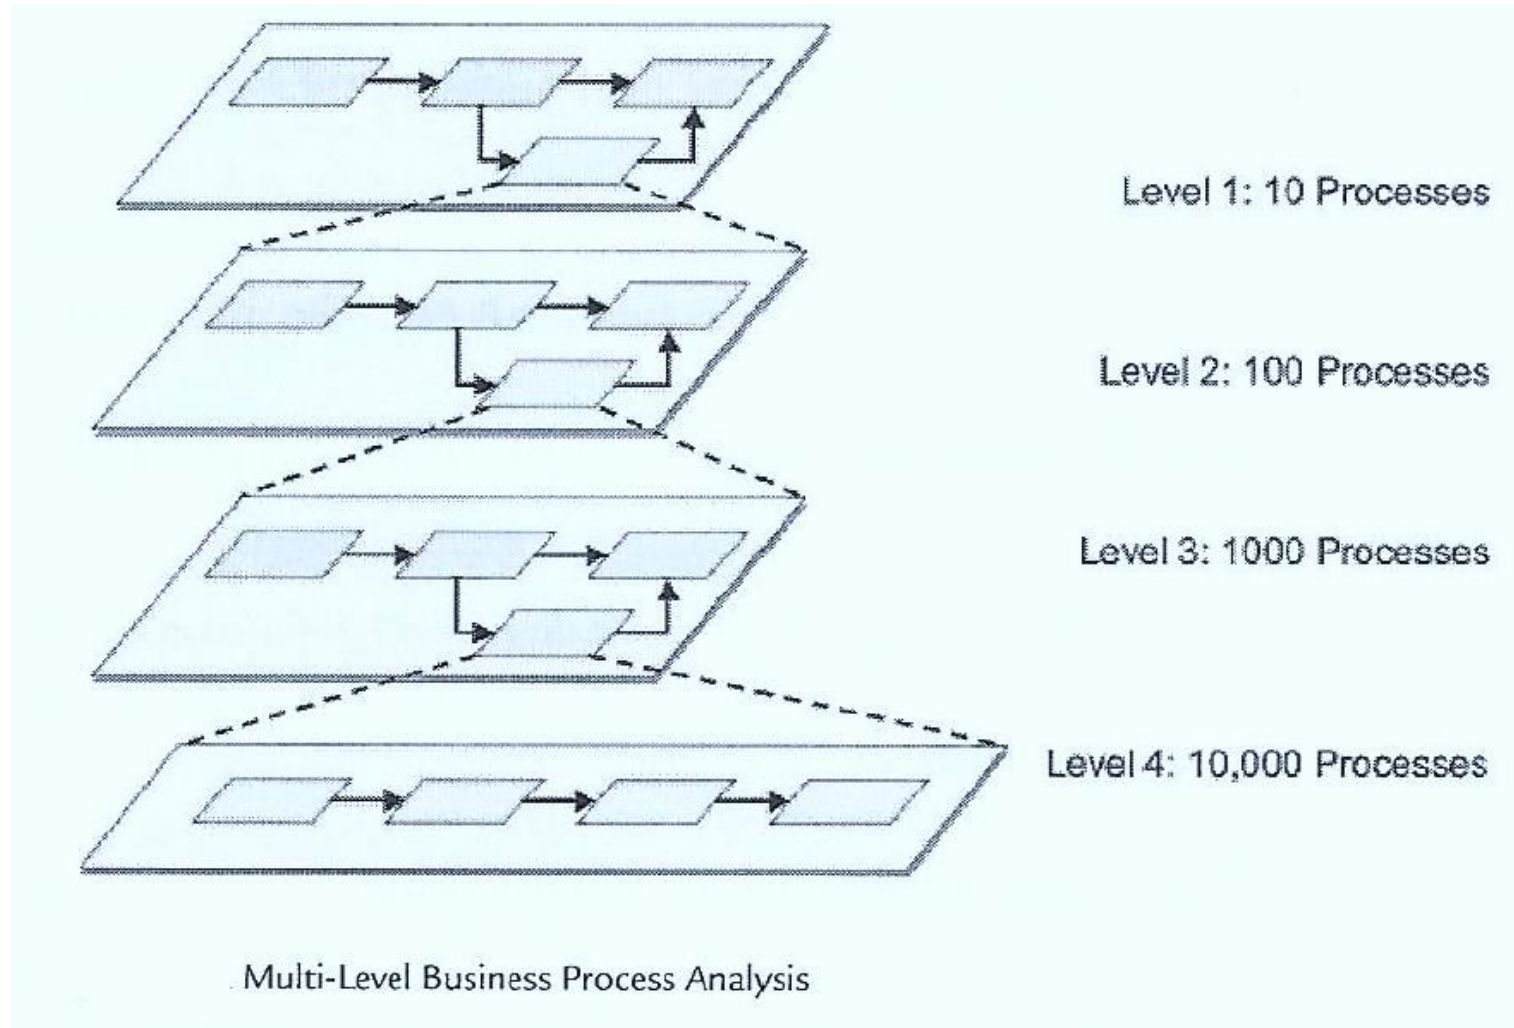 Level 1: 10 Processes
Level 2: 100 Processes
Level 3: 1000 Processes
Level 4: 10,000 Processes
Multi-Level Business Process Analysis